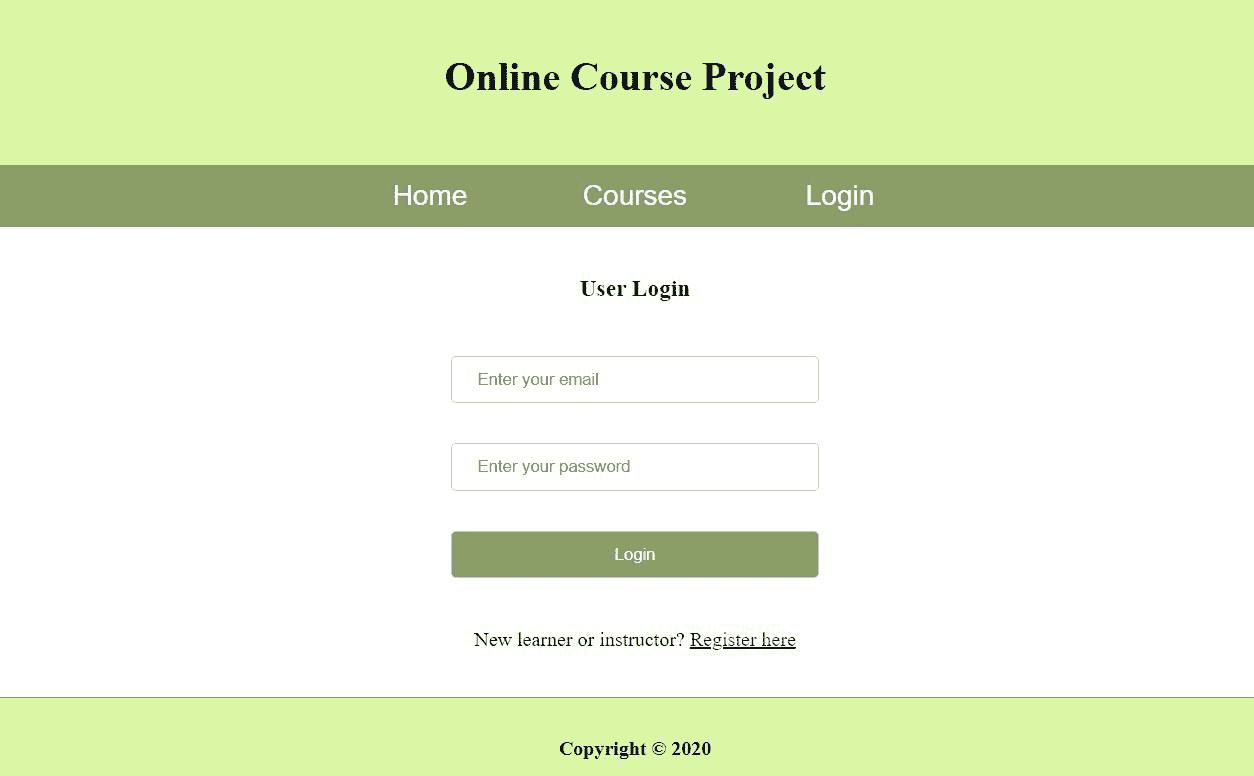 Online Course Project
Home Courses Login
User Login
Enter your email
Enter your password
Login
New learner or instructor? Register here
Copyright © 2020